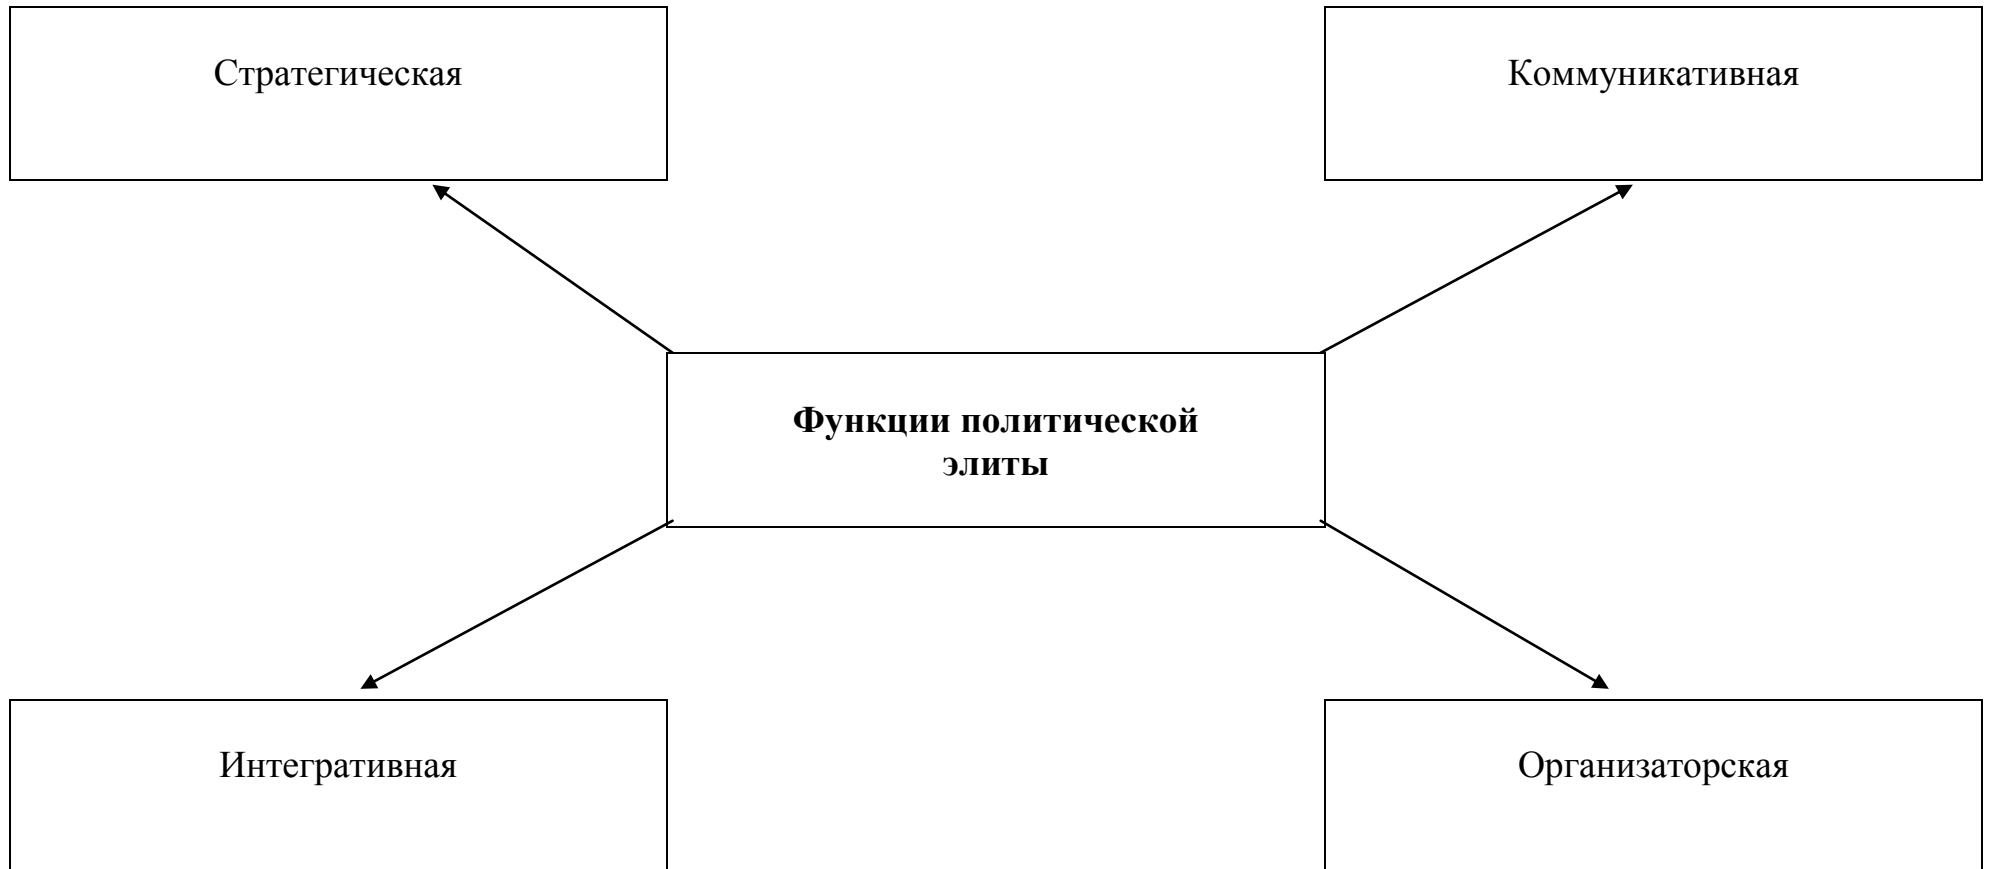 Стратегическая
Коммуникативная
Функции политической
элиты
Интегративная
Организаторская